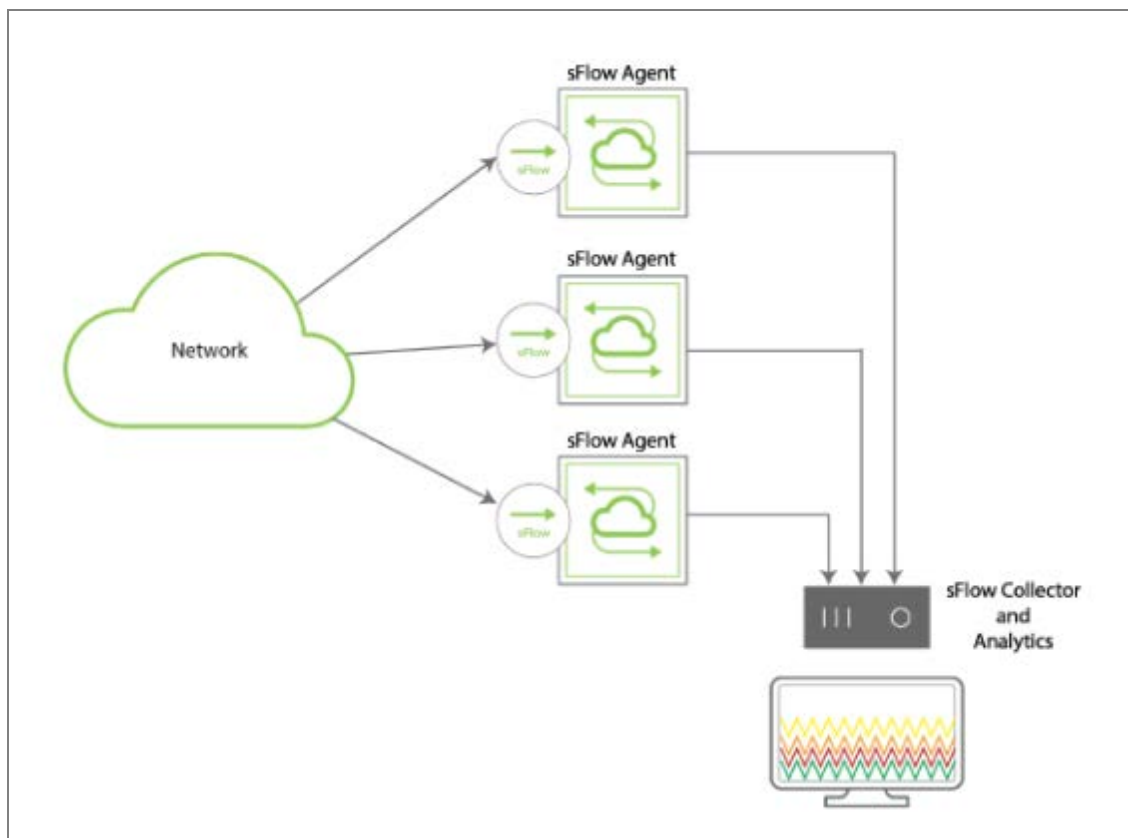 sFlow Agent
sFlow
sFlow Agent
Network
sFlow
sFlow Agent
sFlow
sFlow Collector
and
Analytics